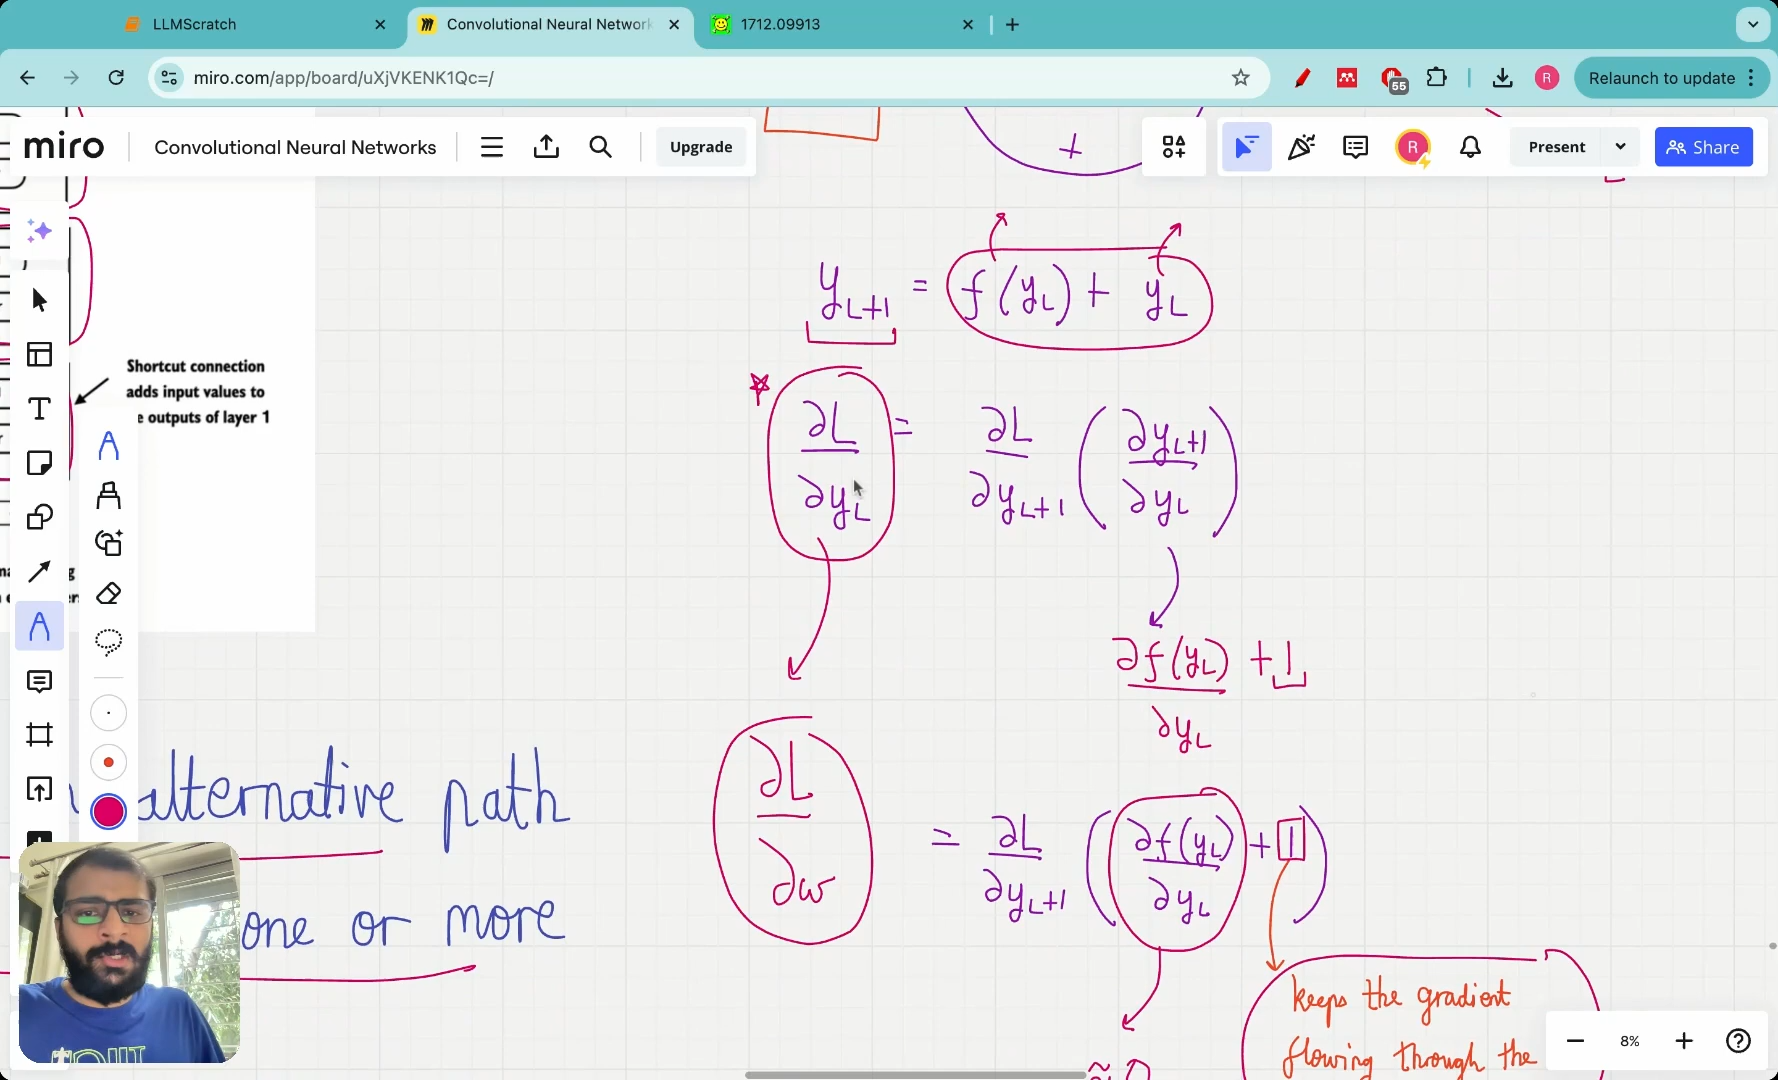 LLMScratch
Convolutional Neural Network
1712.09913
miro.com/app/board/uXjVKENK1Qc=/
55
R
Relaunch to update
miro
Convolutional Neural Networks
Upgrade
R
Present
Share
+
y_{L+1} = f(y_L) + y_L
Shortcut connection
adds input values to
e outputs of layer 1
∂L/∂y_L = ∂L/∂y_{L+1} (∂y_{L+1}/∂y_L)
∂f(y_L)/∂y_L + 1
alternative path
one or more
∂L/∂w = ∂L/∂y_{L+1} (∂f(y_L)/∂y_L + 1)
keeps the gradient
flowing through the
≈ 0
8%